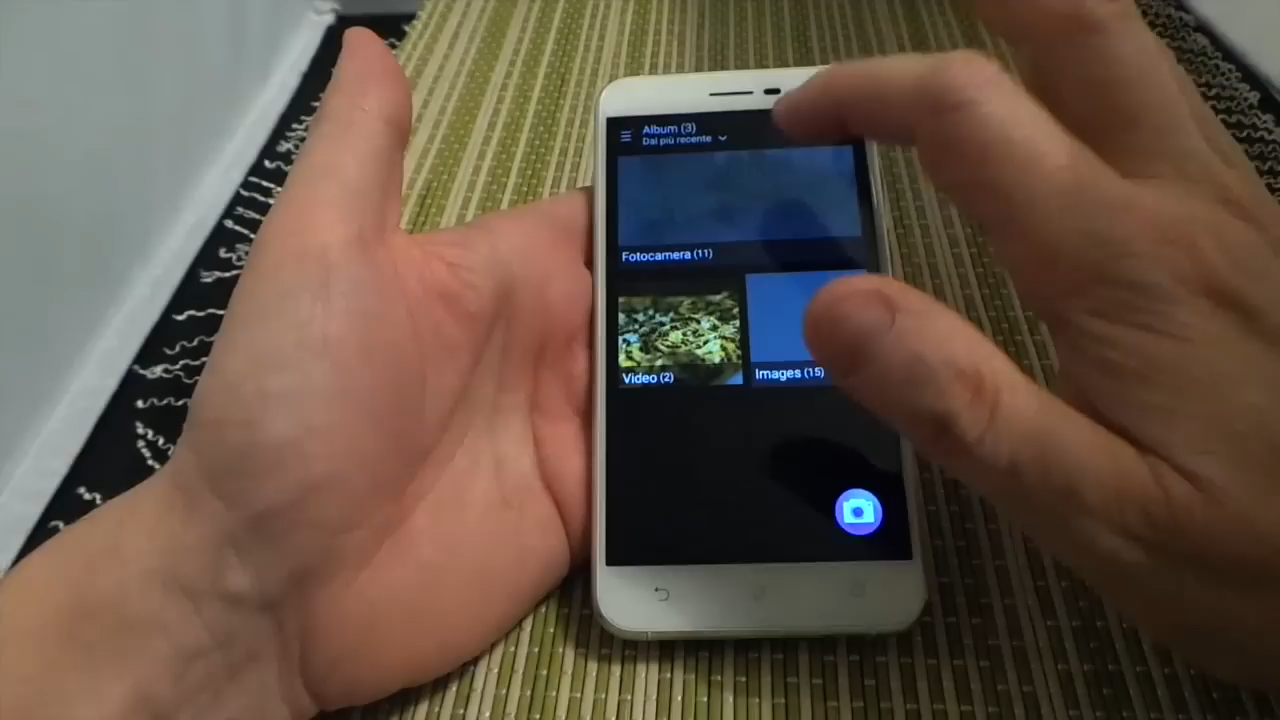 Album (3)
Dal più recente
Fotocamera (11)
Video (2)
Images (15)